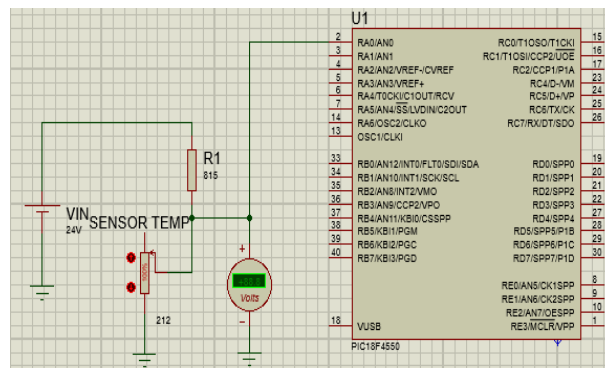 U1
2 RA0/AN0 RC0/T1OSO/T1CKI 15
3 RA1/AN1 RC1/T1OSI/CCP2/UOE 16
4 RA2/AN2/VREF-/CVREF RC2/CCP1/P1A 17
5 RA3/AN3/VREF+ RC4/D-/VM 23
6 RA4/T0CKI/C1OUT/RCV RC5/D+/VP 24
7 RA5/AN4/SS/LVDIN/C2OUT RC6/TX/CK 25
14 RA6/OSC2/CLKO RC7/RX/DT/SDO 26
13 OSC1/CLKI
33 RB0/AN12/INT0/FLT0/SDI/SDA RD0/SPP0 19
34 RB1/AN10/INT1/SCK/SCL RD1/SPP1 20
35 RB2/AN8/INT2/VMO RD2/SPP2 21
36 RB3/AN9/CCP2/VPO RD3/SPP3 22
37 RB4/AN11/KBI0/CSSPP RD4/SPP4 27
38 RB5/KBI1/PGM RD5/SPP5/P1B 28
39 RB6/KBI2/PGC RD6/SPP6/P1C 29
40 RB7/KBI3/PGD RD7/SPP7/P1D 30
RE0/AN5/CK1SPP 8
RE1/AN6/CK2SPP 9
RE2/AN7/OESPP 10
18 VUSB RE3/MCLR/VPP 1
PIC18F4550
R1
815
VIN
24V
SENSOR TEMP
100%
212
+
Volts
-